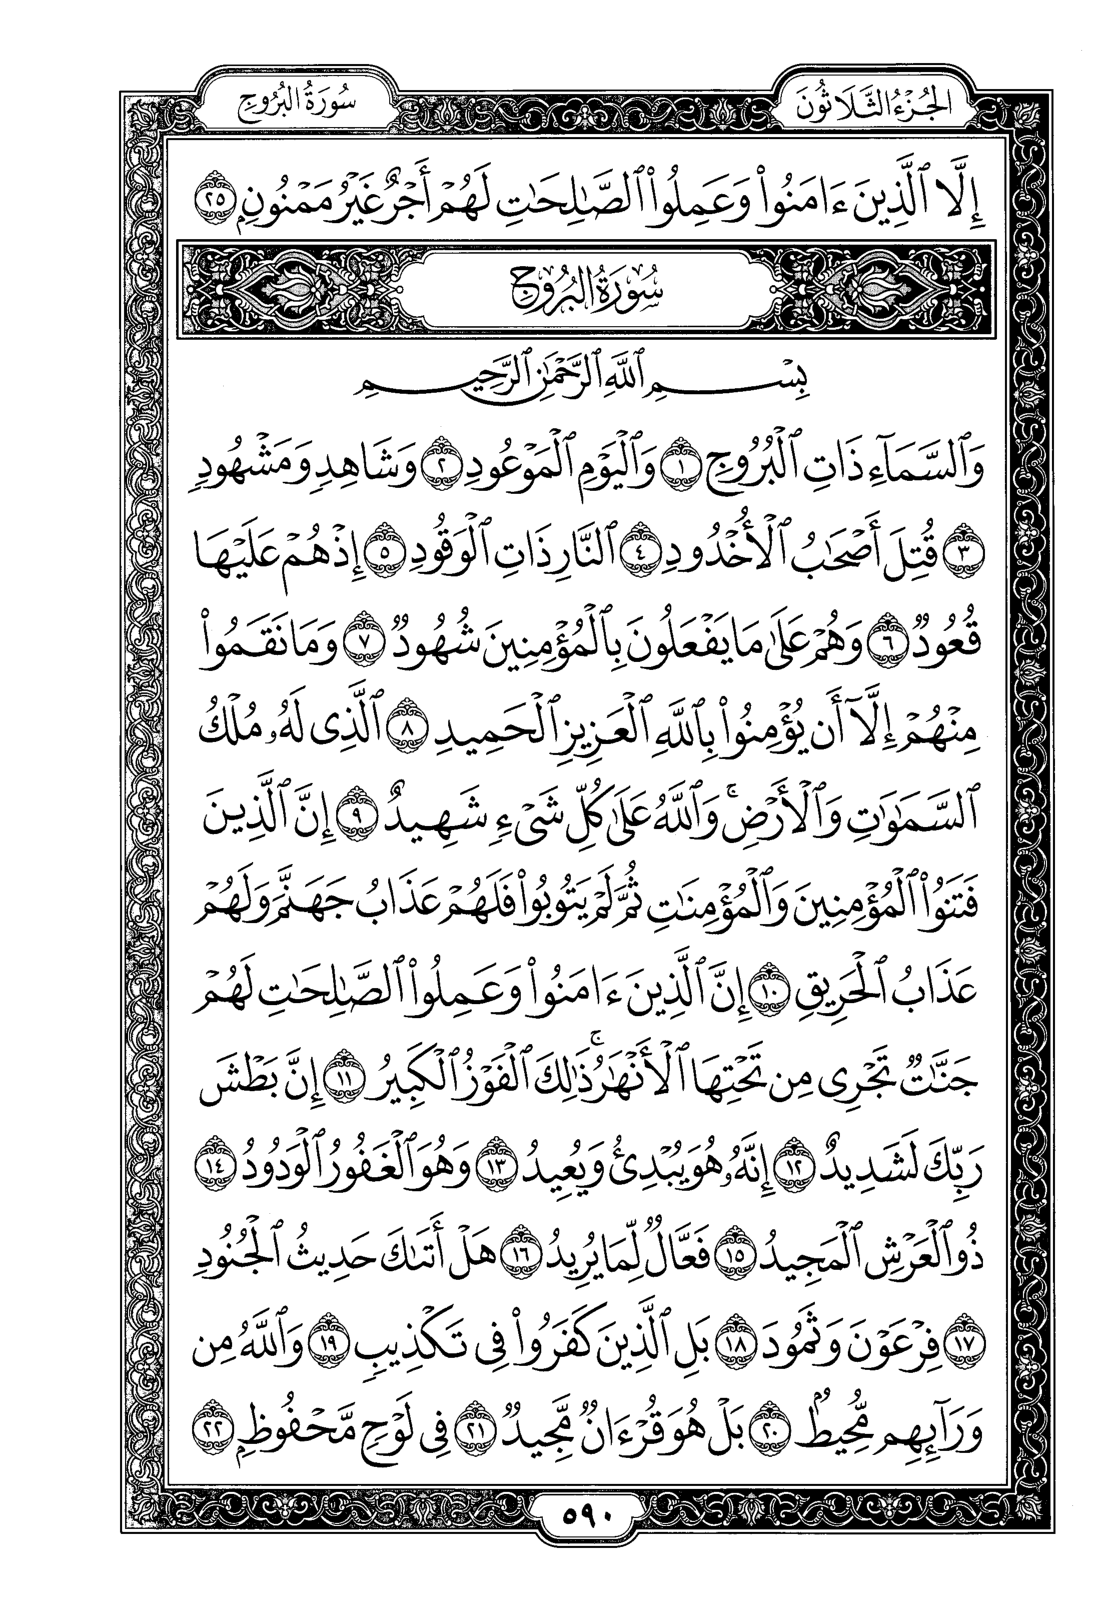 الجُزْءُ الثَّلَاثُونَ
سُورَةُ البُرُوجِ
إِلَّا ٱلَّذِينَ ءَامَنُوا۟ وَعَمِلُوا۟ ٱلصَّـٰلِحَـٰتِ لَهُمْ أَجْرٌ غَيْرُ مَمْنُونٍۭ ٢٥
سُورَةُ البُرُوجِ
بِسْمِ ٱللَّهِ ٱلرَّحْمَـٰنِ ٱلرَّحِيمِ
وَٱلسَّمَآءِ ذَاتِ ٱلْبُرُوجِ ١ وَٱلْيَوْمِ ٱلْمَوْعُودِ ٢ وَشَاهِدٍ وَمَشْهُودٍ
٣ قُتِلَ أَصْحَـٰبُ ٱلْأُخْدُودِ ٤ ٱلنَّارِ ذَاتِ ٱلْوَقُودِ ٥ إِذْ هُمْ عَلَيْهَا
قُعُودٌ ٦ وَهُمْ عَلَىٰ مَا يَفْعَلُونَ بِٱلْمُؤْمِنِينَ شُهُودٌ ٧ وَمَا نَقَمُوا۟
مِنْهُمْ إِلَّآ أَن يُؤْمِنُوا۟ بِٱللَّهِ ٱلْعَزِيزِ ٱلْحَمِيدِ ٨ ٱلَّذِى لَهُۥ مُلْكُ
ٱلسَّمَـٰوَٰتِ وَٱلْأَرْضِ ۚ وَٱللَّهُ عَلَىٰ كُلِّ شَىْءٍ شَهِيدٌ ٩ إِنَّ ٱلَّذِينَ
فَتَنُوا۟ ٱلْمُؤْمِنِينَ وَٱلْمُؤْمِنَـٰتِ ثُمَّ لَمْ يَتُوبُوا۟ فَلَهُمْ عَذَابُ جَهَنَّمَ وَلَهُمْ
عَذَابُ ٱلْحَرِيقِ ١٠ إِنَّ ٱلَّذِينَ ءَامَنُوا۟ وَعَمِلُوا۟ ٱلصَّـٰلِحَـٰتِ لَهُمْ
جَنَّـٰتٌ تَجْرِى مِن تَحْتِهَا ٱلْأَنْهَـٰرُ ۚ ذَٰلِكَ ٱلْفَوْزُ ٱلْكَبِيرُ ١١ إِنَّ بَطْشَ
رَبِّكَ لَشَدِيدٌ ١٢ إِنَّهُۥ هُوَ يُبْدِئُ وَيُعِيدُ ١٣ وَهُوَ ٱلْغَفُورُ ٱلْوَدُودُ ١٤
ذُو ٱلْعَرْشِ ٱلْمَجِيدُ ١٥ فَعَّالٌ لِّمَا يُرِيدُ ١٦ هَلْ أَتَىٰكَ حَدِيثُ ٱلْجُنُودِ
١٧ فِرْعَوْنَ وَثَمُودَ ١٨ بَلِ ٱلَّذِينَ كَفَرُوا۟ فِى تَكْذِيبٍ ١٩ وَٱللَّهُ مِن
وَرَآئِهِم مُّحِيطٌۢ ٢٠ بَلْ هُوَ قُرْءَانٌ مَّجِيدٌ ٢١ فِى لَوْحٍ مَّحْفُوظٍۭ ٢٢
٥٩٠